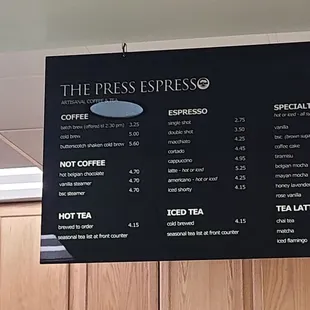 THE PRESS ESPRESSO
ARTISANAL COFFEE & TEA
COFFEE
batch brew (offered til 2:30 pm) 3.25
cold brew 5.00
butterscotch shaken cold brew 5.60
NOT COFFEE
hot belgian chocolate 4.70
vanilla steamer 4.70
bsc steamer 4.70
HOT TEA
brewed to order 4.15
seasonal tea list at front counter
ESPRESSO
single shot 2.75
double shot 3.50
macchiato 4.25
cortado 4.45
cappuccino 4.95
latte - hot or iced 5.25
americano - hot or iced 4.25
iced shorty 4.15
ICED TEA
cold brewed 4.15
seasonal tea list at front counter
SPECIALT
hot or iced - all
vanilla
bsc (brown suga
coffee cake
tiramisu
belgian mocha
mayan mocha
honey lavender
rose vanilla
TEA LATT
chai tea
matcha
iced flamingo